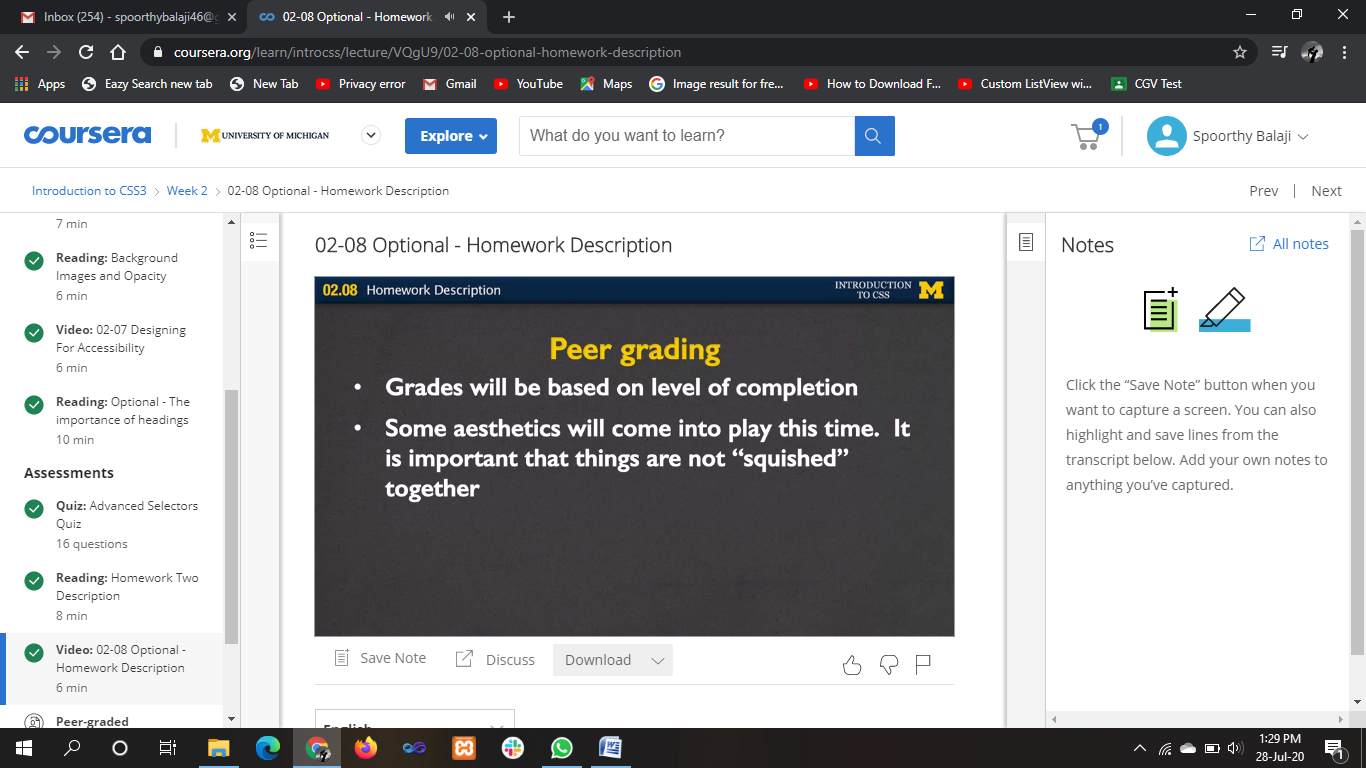 Inbox (254) - spoorthybalaji46@g
02-08 Optional - Homework
coursera.org/learn/introcss/lecture/VQgU9/02-08-optional-homework-description
Apps Eazy Search new tab New Tab Privacy error Gmail YouTube Maps Image result for fre... How to Download F... Custom ListView wi... CGV Test
coursera
UNIVERSITY OF MICHIGAN
Explore
What do you want to learn?
1
Spoorthy Balaji
Introduction to CSS3 > Week 2 > 02-08 Optional - Homework Description
Prev | Next
7 min
Reading: Background
Images and Opacity
6 min
Video: 02-07 Designing
For Accessibility
6 min
Reading: Optional - The
importance of headings
10 min
Assessments
Quiz: Advanced Selectors
Quiz
16 questions
Reading: Homework Two
Description
8 min
Video: 02-08 Optional -
Homework Description
6 min
Peer-graded
02-08 Optional - Homework Description
02.08 Homework Description
INTRODUCTION
TO CSS
M
Peer grading
• Grades will be based on level of completion
• Some aesthetics will come into play this time. It
is important that things are not “squished”
together
Save Note
Discuss
Download
English
Notes
All notes
Click the “Save Note” button when you
want to capture a screen. You can also
highlight and save lines from the
transcript below. Add your own notes to
anything you’ve captured.
1:29 PM
28-Jul-20
1